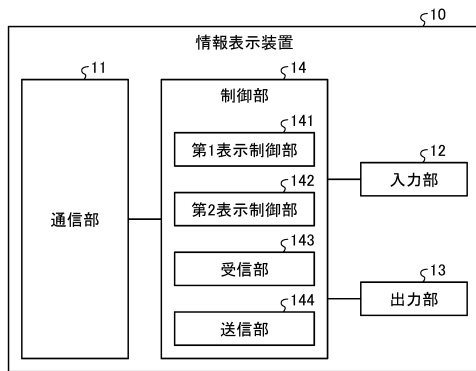 10
情報表示装置
11
通信部
14
制御部
141
第1表示制御部
142
第2表示制御部
143
受信部
144
送信部
12
入力部
13
出力部